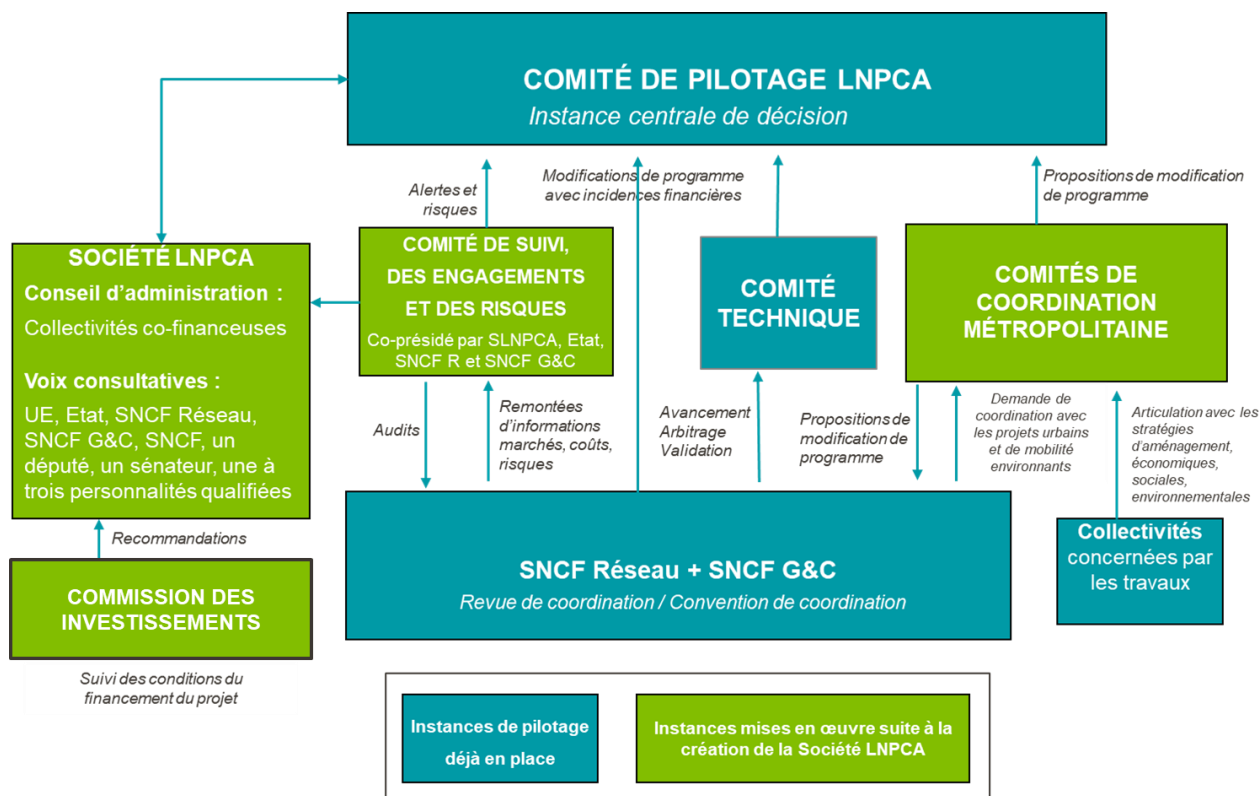 COMITÉ DE PILOTAGE LNPCA
Instance centrale de décision
Alertes et
risques
Modifications de programme
avec incidences financières
Propositions de modification
de programme
SOCIÉTÉ LNPCA
Conseil d’administration :
Collectivités co-financeuses
Voix consultatives :
UE, Etat, SNCF Réseau,
SNCF G&C, SNCF, un
député, un sénateur, une à
trois personnalités qualifiées
COMITÉ DE SUIVI,
DES ENGAGEMENTS
ET DES RISQUES
Co-présidé par SLNPCA, Etat,
SNCF R et SNCF G&C
COMITÉ
TECHNIQUE
COMITÉS DE
COORDINATION
MÉTROPOLITAINE
Audits
Remontées
d’informations
marchés, coûts,
risques
Avancement
Arbitrage
Validation
Propositions de
modification de
programme
Demande de
coordination avec
les projets urbains
et de mobilité
environnants
Articulation avec les
stratégies
d’aménagement,
économiques,
sociales,
environnementales
Recommandations
COMMISSION DES
INVESTISSEMENTS
Suivi des conditions du
financement du projet
SNCF Réseau + SNCF G&C
Revue de coordination / Convention de coordination
Collectivités
concernées par
les travaux
Instances de pilotage
déjà en place
Instances mises en œuvre suite à la
création de la Société LNPCA